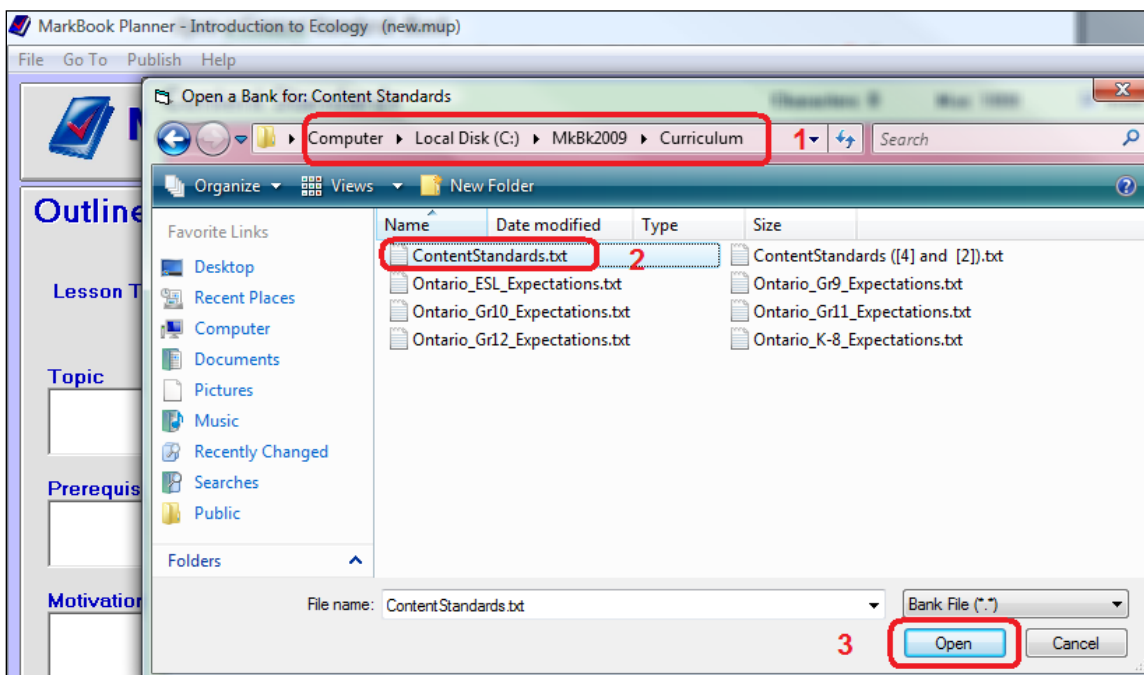 MarkBook Planner - Introduction to Ecology (new.mup)
File Go To Publish Help
Open a Bank for: Content Standards
Computer Local Disk (C:) MkBk2009 Curriculum 1 Search
Organize Views New Folder
Outline
Favorite Links
Name Date modified Type Size
Desktop
Recent Places
Computer
Documents
Pictures
Music
Recently Changed
Searches
Public
Folders
ContentStandards.txt 2 ContentStandards ([4] and [2]).txt
Ontario_ESL_Expectations.txt Ontario_Gr9_Expectations.txt
Ontario_Gr10_Expectations.txt Ontario_Gr11_Expectations.txt
Ontario_Gr12_Expectations.txt Ontario_K-8_Expectations.txt
Lesson T
Topic
Prerequis
Motivation
File name: ContentStandards.txt Bank File (*.*)
3 Open Cancel